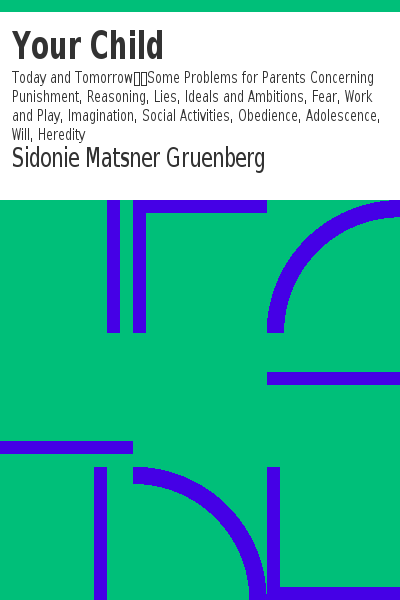 Your Child
Today and Tomorrow▯▯Some Problems for Parents Concerning
Punishment, Reasoning, Lies, Ideals and Ambitions, Fear, Work
and Play, Imagination, Social Activities, Obedience, Adolescence,
Will, Heredity
Sidonie Matsner Gruenberg